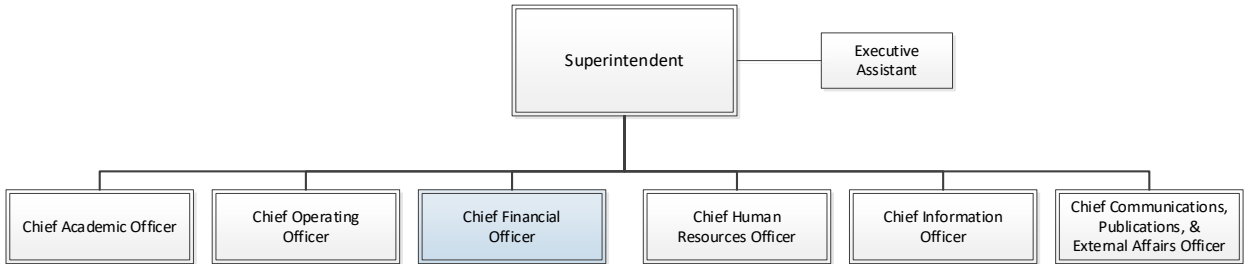 Superintendent
Executive
Assistant
Chief Academic Officer
Chief Operating
Officer
Chief Financial
Officer
Chief Human
Resources Officer
Chief Information
Officer
Chief Communications,
Publications, &
External Affairs Officer